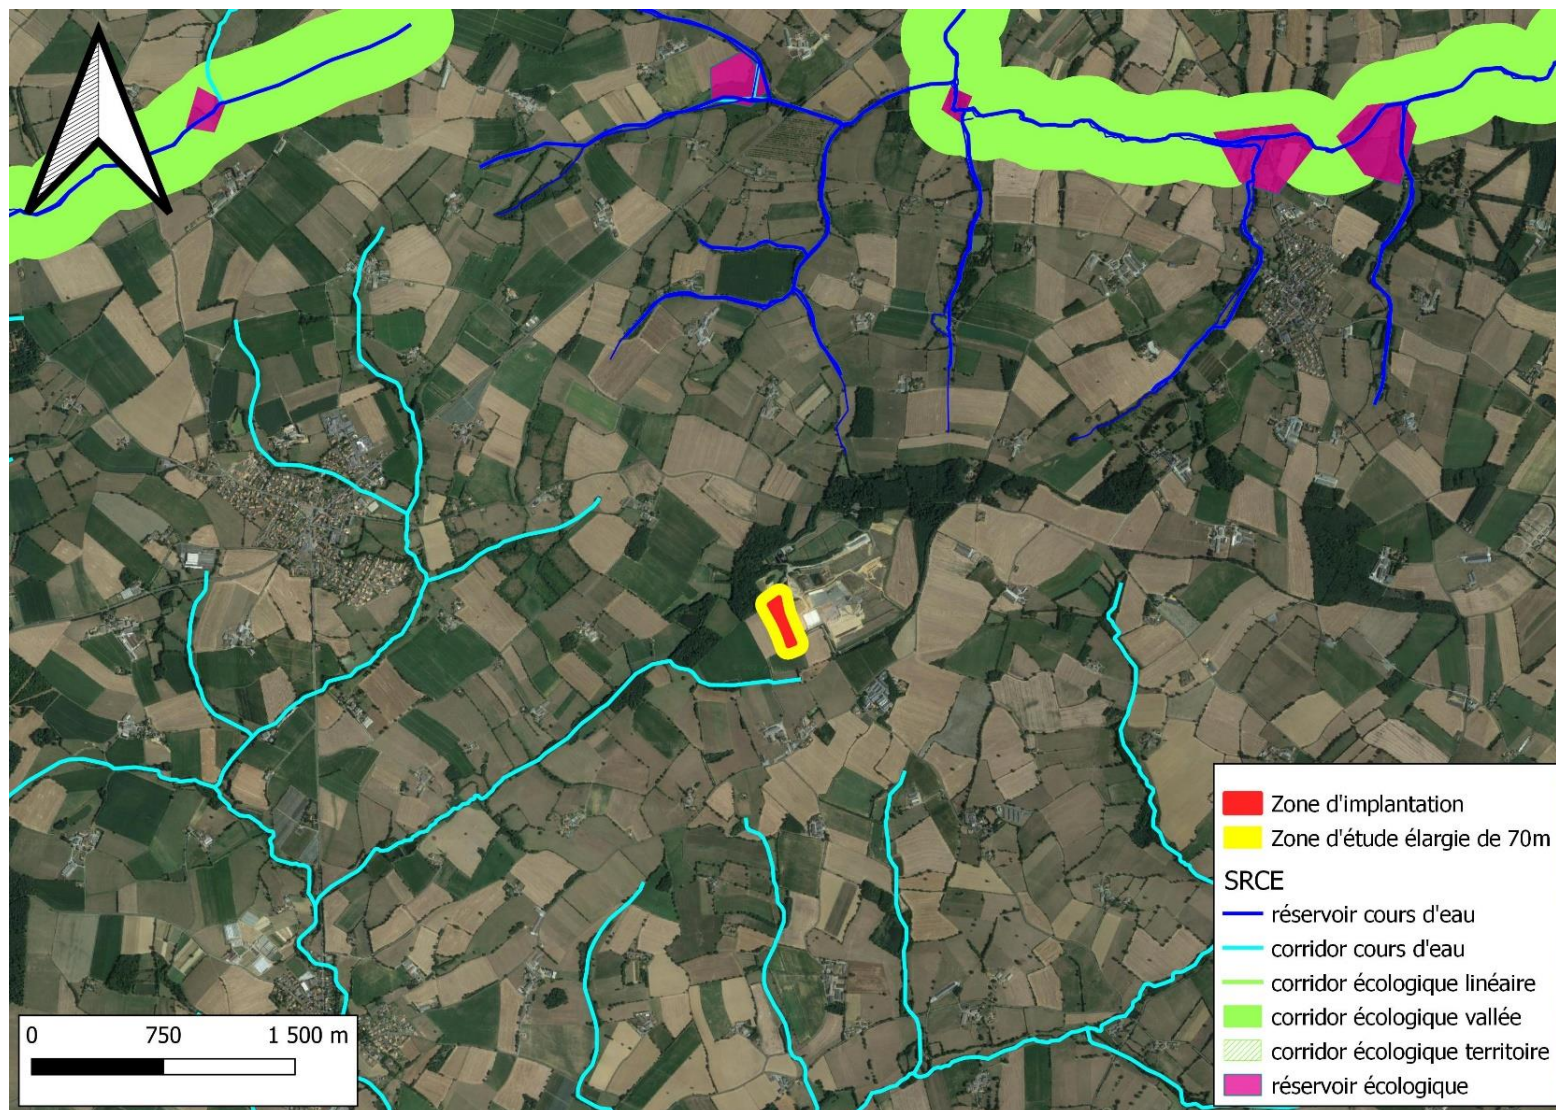 Zone d'implantation
Zone d'étude élargie de 70m
SRCE
réservoir cours d'eau
corridor cours d'eau
corridor écologique linéaire
corridor écologique vallée
corridor écologique territoire
réservoir écologique
0 750 1 500 m